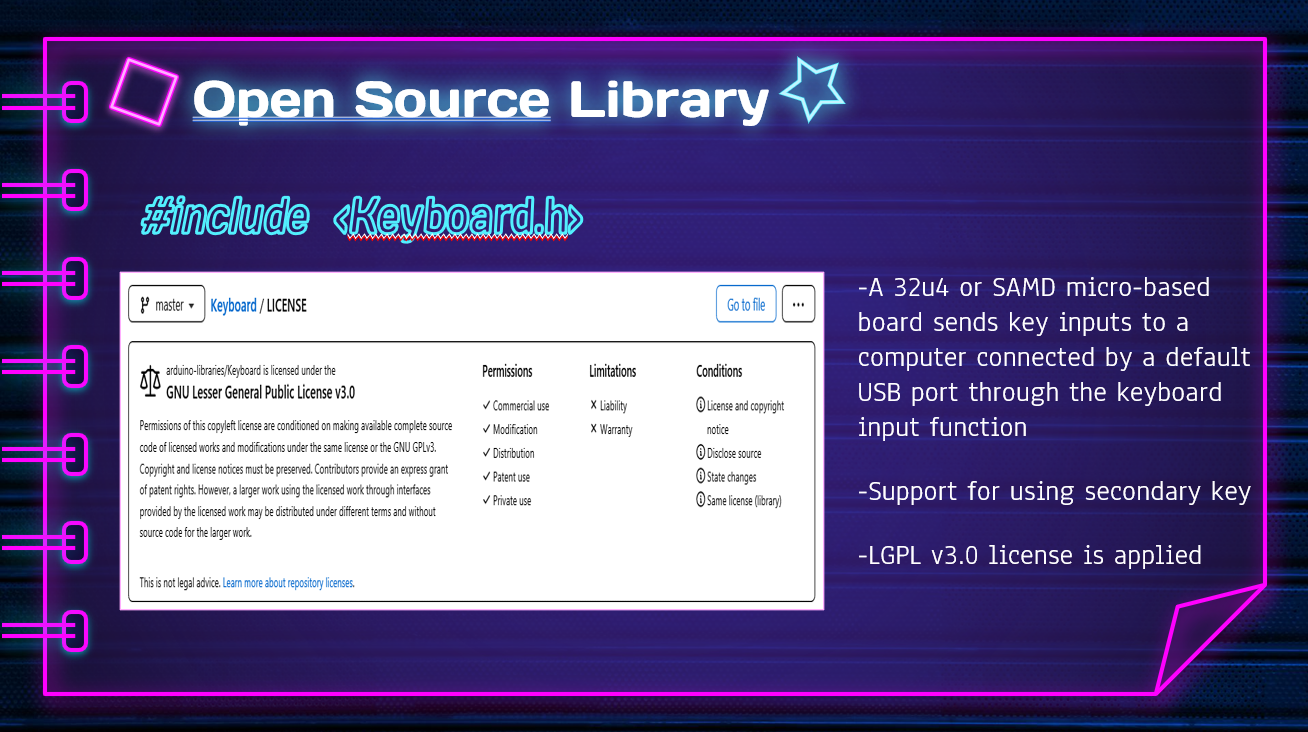 Open Source Library
#include <Keyboard.h>
master
Keyboard / LICENSE
Go to file
...
arduino-libraries/Keyboard is licensed under the
GNU Lesser General Public License v3.0
Permissions of this copyleft license are conditioned on making available complete source
code of licensed works and modifications under the same license or the GNU GPLv3.
Copyright and license notices must be preserved. Contributors provide an express grant
of patent rights. However, a larger work using the licensed work through interfaces
provided by the licensed work may be distributed under different terms and without
source code for the larger work.
This is not legal advice. Learn more about repository licenses.
Permissions
✓ Commercial use
✓ Modification
✓ Distribution
✓ Patent use
✓ Private use
Limitations
✗ Liability
✗ Warranty
Conditions
License and copyright
notice
Disclose source
State changes
Same license (library)
-A 32u4 or SAMD micro-based
board sends key inputs to a
computer connected by a default
USB port through the keyboard
input function
-Support for using secondary key
-LGPL v3.0 license is applied